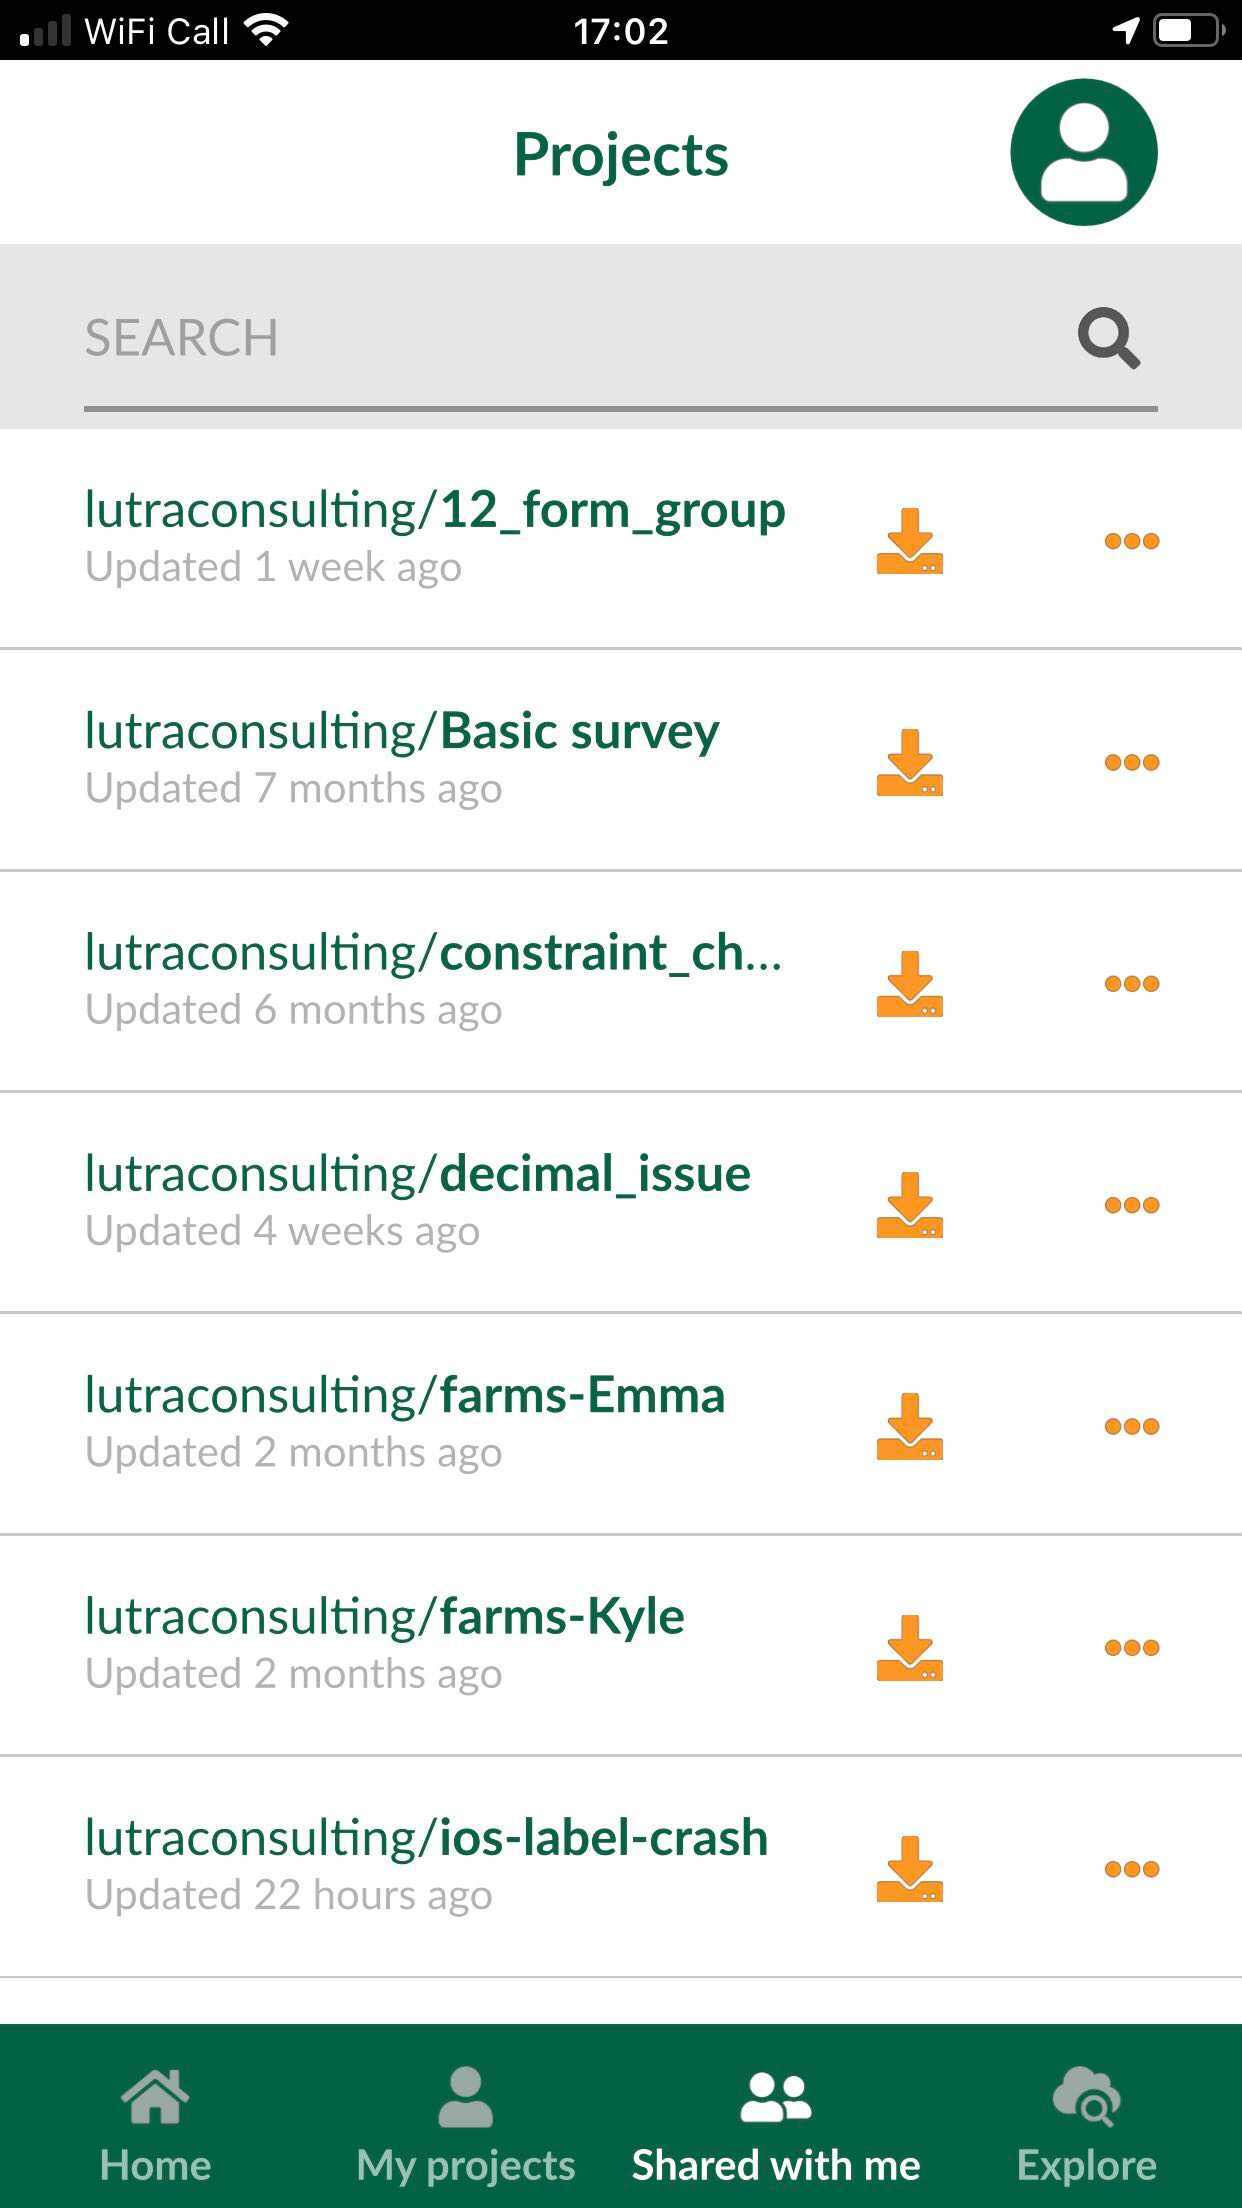 WiFi Call
17:02
Projects
SEARCH
lutraconsulting/12_form_group
Updated 1 week ago
lutraconsulting/Basic survey
Updated 7 months ago
lutraconsulting/constraint_ch...
Updated 6 months ago
lutraconsulting/decimal_issue
Updated 4 weeks ago
lutraconsulting/farms-Emma
Updated 2 months ago
lutraconsulting/farms-Kyle
Updated 2 months ago
lutraconsulting/ios-label-crash
Updated 22 hours ago
Home My projects Shared with me Explore